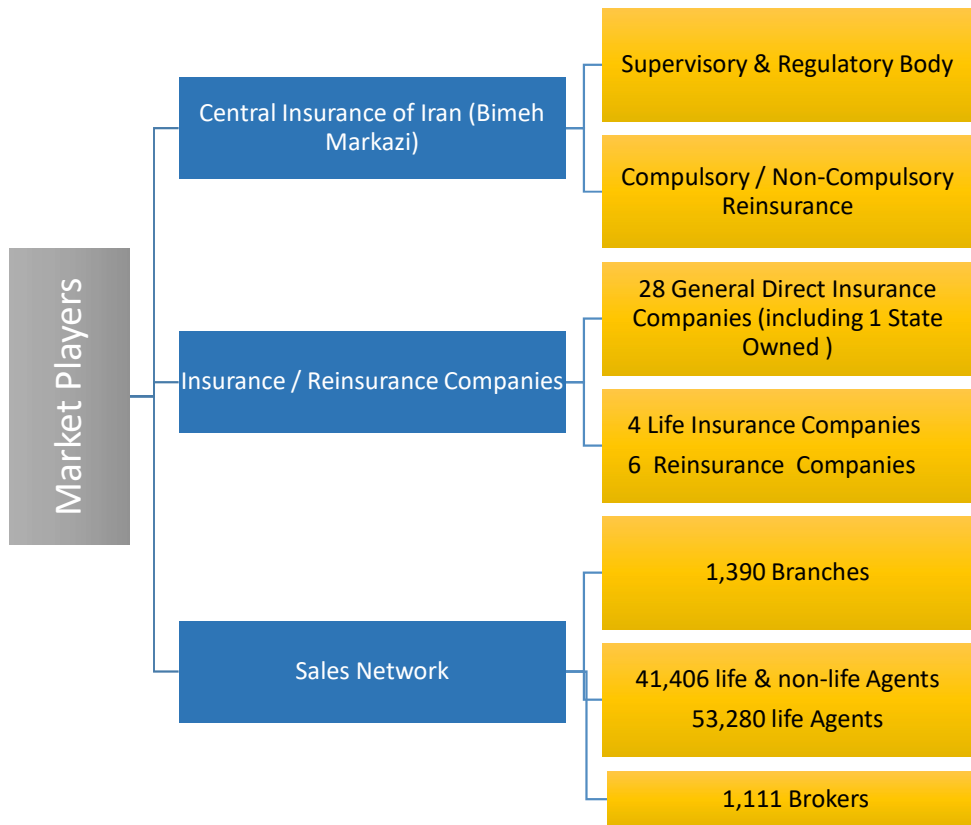 Market Players
Central Insurance of Iran (Bimeh
Markazi)
Supervisory & Regulatory Body
Compulsory / Non-Compulsory
Reinsurance
Insurance / Reinsurance Companies
28 General Direct Insurance
Companies (including 1 State
Owned )
4 Life Insurance Companies
6 Reinsurance Companies
Sales Network
1,390 Branches
41,406 life & non-life Agents
53,280 life Agents
1,111 Brokers